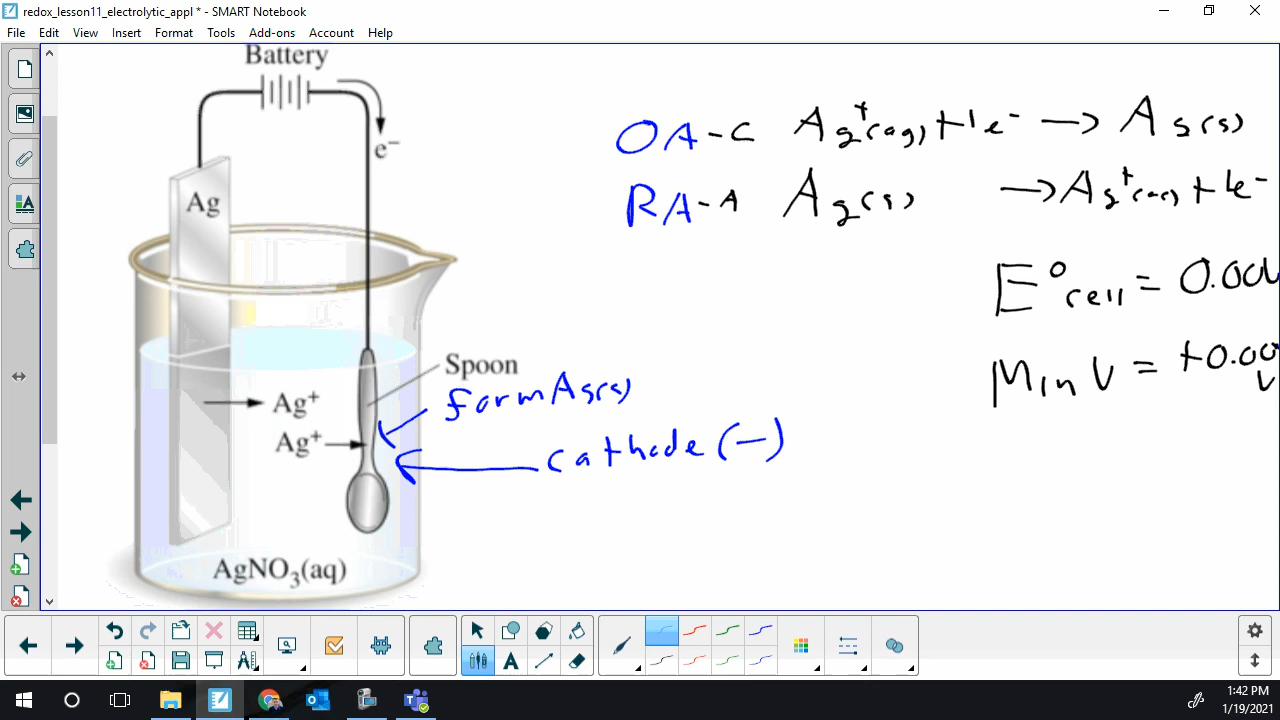 redox_lesson11_electrolytic_appl * - SMART Notebook
File Edit View Insert Format Tools Add-ons Account Help
Battery
e⁻
Ag
OA-C Ag⁺(aq) + 1e⁻ → Ag(s)
RA-A Ag(s) → Ag⁺(aq) + 1e⁻
E°cell = 0.00
Min V = +0.00
V
Spoon
form Ag(s)
Ag⁺
Ag⁺
cathode (-)
AgNO₃(aq)
1:42 PM
1/19/2021